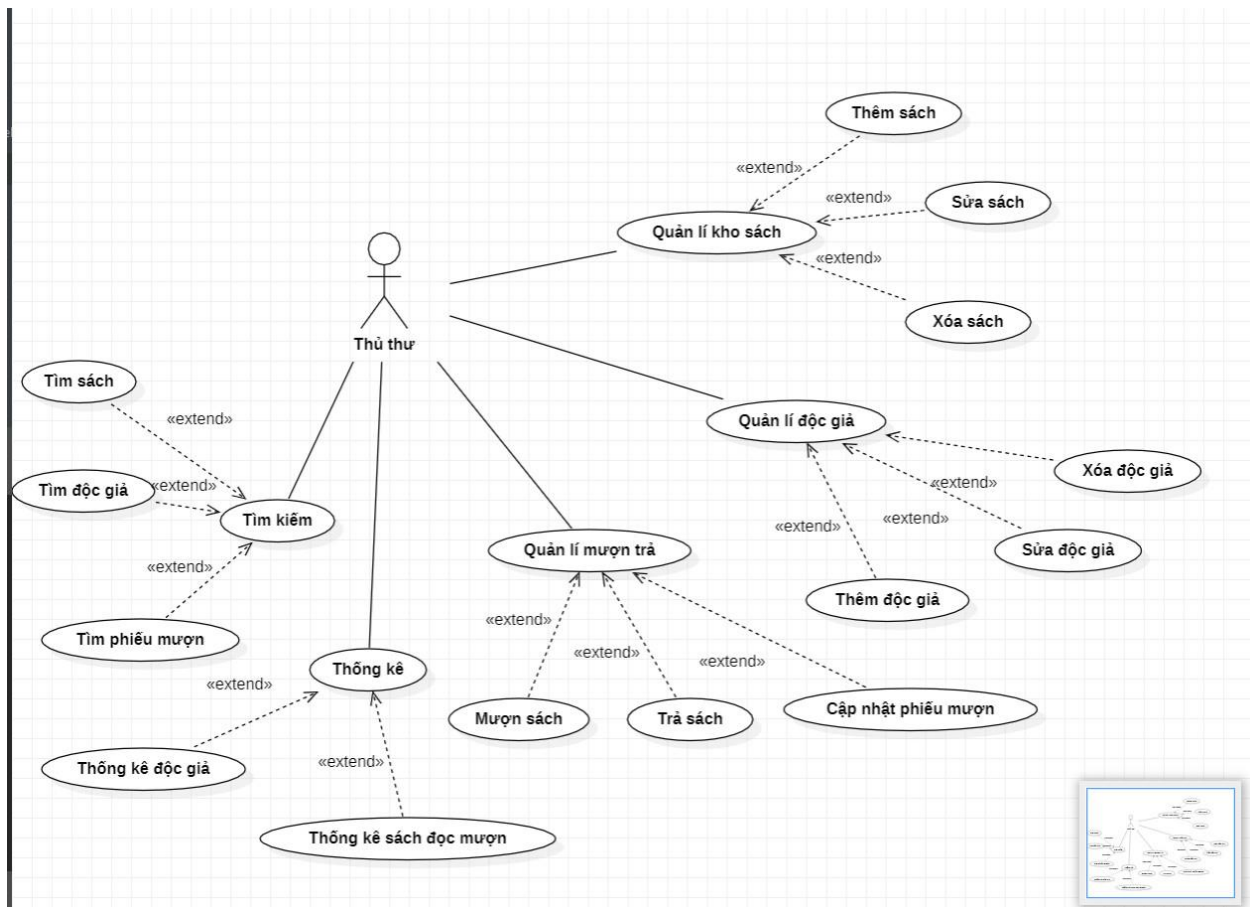 Thêm sách
«extend»
«extend»
Sửa sách
Quản lí kho sách
«extend»
Xóa sách
Thủ thư
Tìm sách
«extend»
Quản lí độc giả
Xóa độc giả
Tìm độc giả
«extend»
«extend»
Tìm kiếm
«extend»
«extend»
Quản lí mượn trả
Sửa độc giả
«extend»
Thêm độc giả
«extend»
Tìm phiếu mượn
«extend»
«extend»
Thống kê
«extend»
Cập nhật phiếu mượn
Mượn sách
Trả sách
Thống kê độc giả
«extend»
Thống kê sách đọc mượn